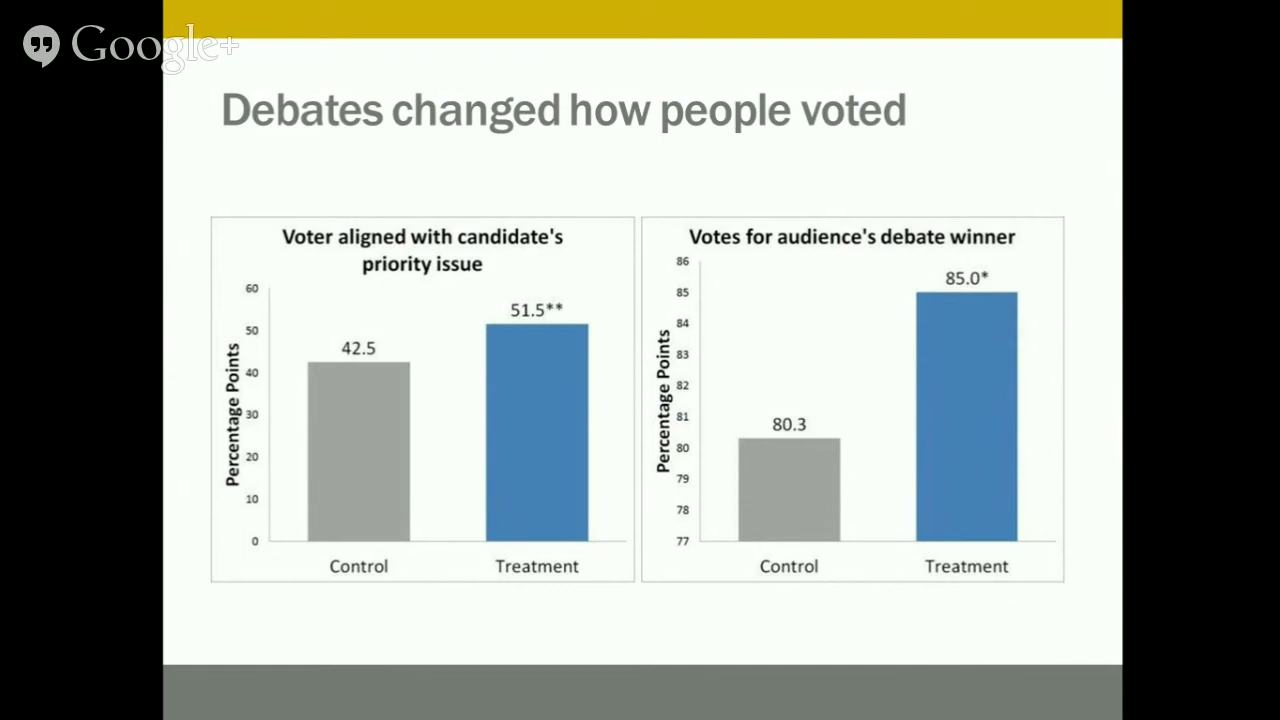 Google+
Debates changed how people voted
Voter aligned with candidate's
priority issue
Percentage Points
60
50
40
30
20
10
0
42.5
51.5**
Control
Treatment
Votes for audience's debate winner
Percentage Points
86
85
84
83
82
81
80
79
78
77
80.3
85.0*
Control
Treatment